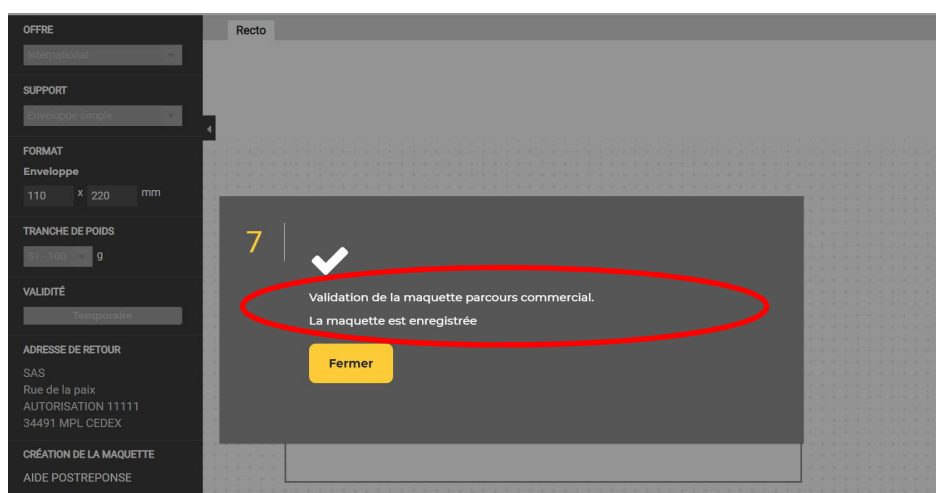 OFFRE
International
SUPPORT
Enveloppe simple
FORMAT
Enveloppe
110 x 220 mm
TRANCHE DE POIDS
51 - 100 g
VALIDITÉ
Temporaire
ADRESSE DE RETOUR
SAS
Rue de la paix
AUTORISATION 11111
34491 MPL CEDEX
CRÉATION DE LA MAQUETTE
AIDE POSTREPONSE
Recto
7
Validation de la maquette parcours commercial.
La maquette est enregistrée
Fermer